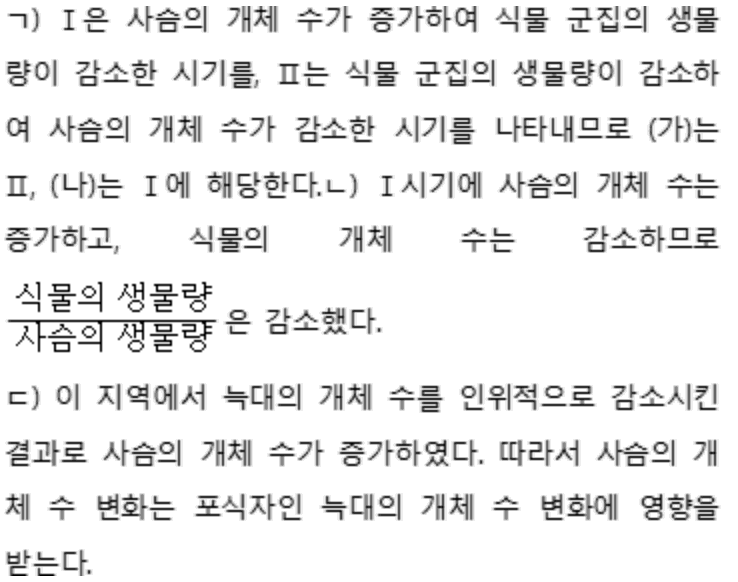 ㄱ) Ⅰ은 사슴의 개체 수가 증가하여 식물 군집의 생물
량이 감소한 시기를, Ⅱ는 식물 군집의 생물량이 감소하
여 사슴의 개체 수가 감소한 시기를 나타내므로 (가)는
Ⅱ, (나)는 Ⅰ에 해당한다.ㄴ) Ⅰ시기에 사슴의 개체 수는
증가하고, 식물의 개체 수는 감소하므로
식물의 생물량
사슴의 생물량 은 감소했다.
ㄷ) 이 지역에서 늑대의 개체 수를 인위적으로 감소시킨
결과로 사슴의 개체 수가 증가하였다. 따라서 사슴의 개
체 수 변화는 포식자인 늑대의 개체 수 변화에 영향을
받는다.